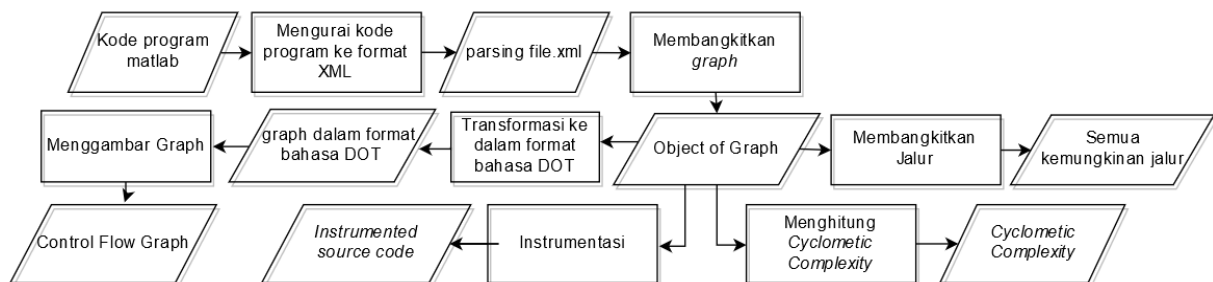 Kode program
matlab
Mengurai kode
program ke format
XML
parsing file.xml
Membangkitkan
graph
Menggambar Graph
graph dalam format
bahasa DOT
Transformasi ke
dalam format
bahasa DOT
Object of Graph
Membangkitkan
Jalur
Semua
kemungkinan jalur
Control Flow Graph
Instrumented
source code
Instrumentasi
Menghitung
Cyclometic
Complexity
Cyclometic
Complexity